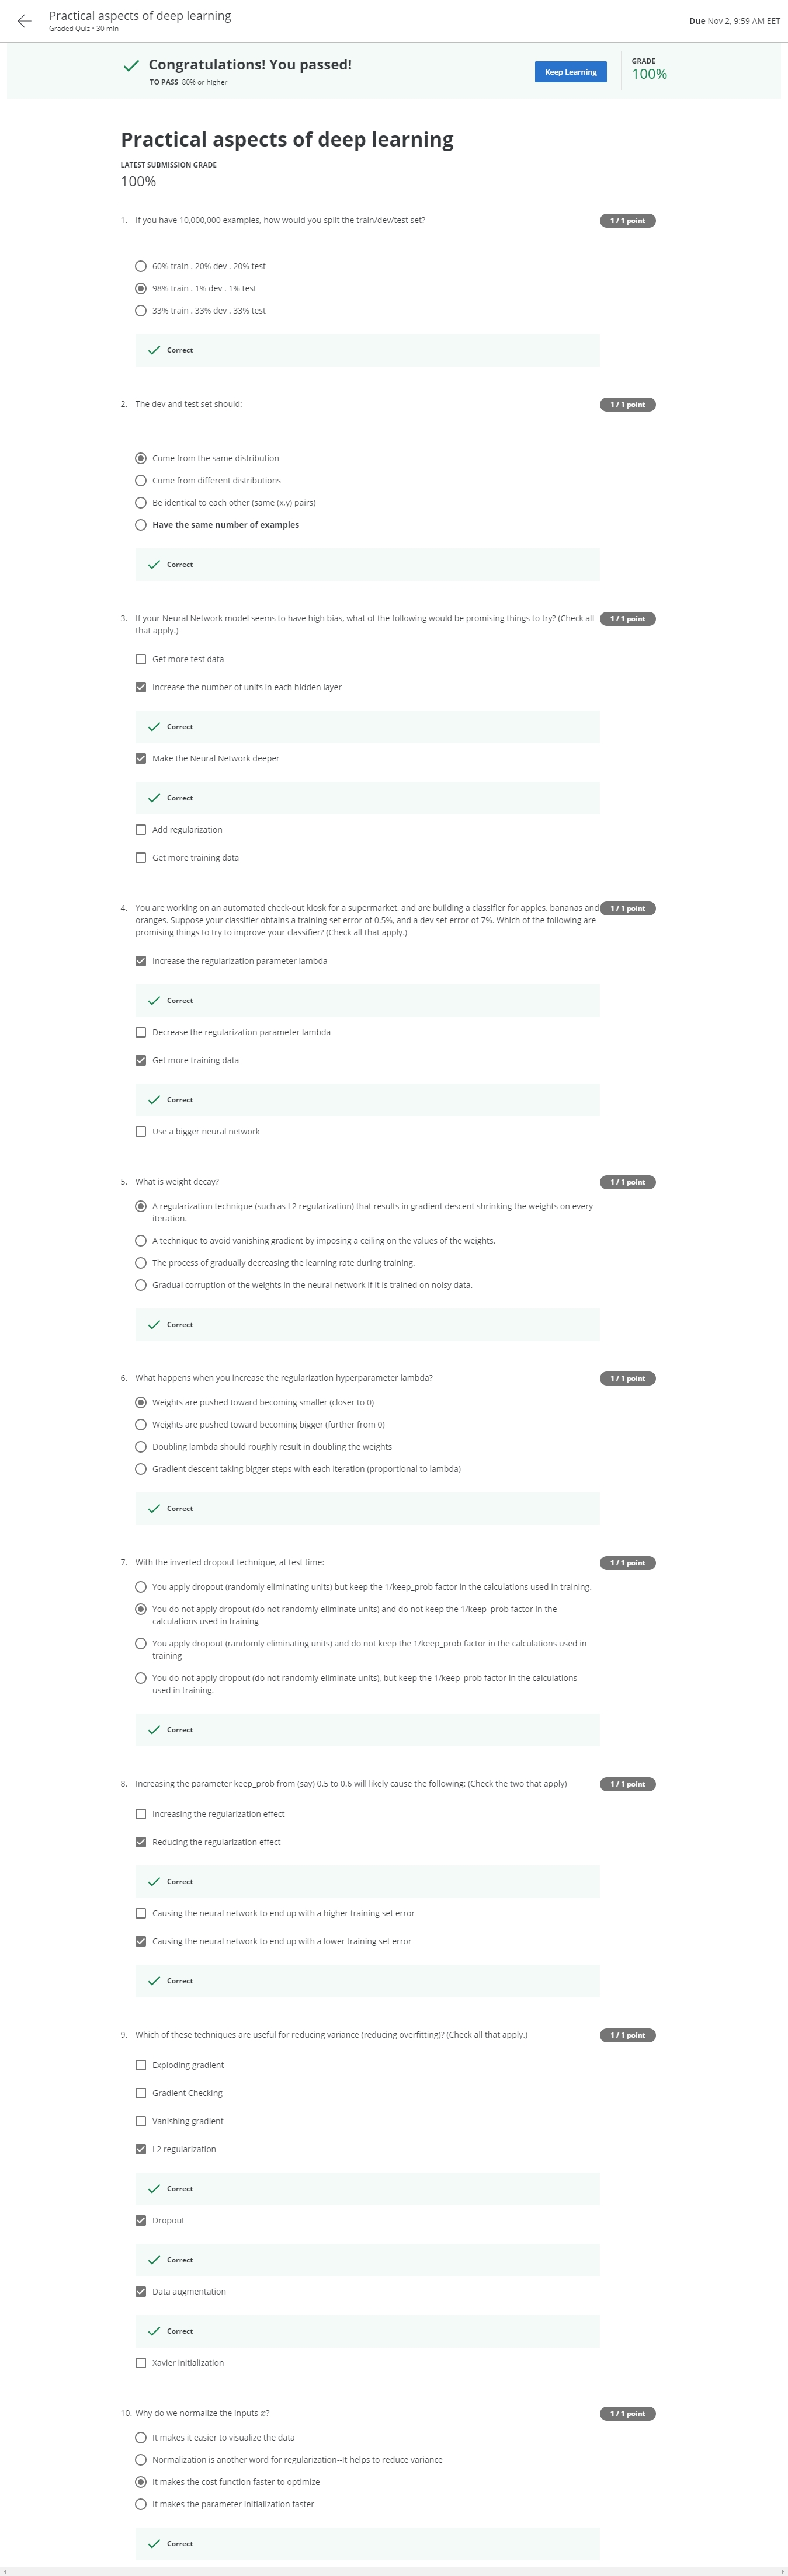 Practical aspects of deep learning
Graded Quiz • 30 min
Due Nov 2, 9:59 AM EET
Congratulations! You passed!
TO PASS 80% or higher
Keep Learning
GRADE
100%
Practical aspects of deep learning
LATEST SUBMISSION GRADE
100%
1. If you have 10,000,000 examples, how would you split the train/dev/test set?
1 / 1 point
60% train . 20% dev . 20% test
98% train . 1% dev . 1% test
33% train . 33% dev . 33% test
Correct
2. The dev and test set should:
1 / 1 point
Come from the same distribution
Come from different distributions
Be identical to each other (same (x,y) pairs)
Have the same number of examples
Correct
3. If your Neural Network model seems to have high bias, what of the following would be promising things to try? (Check all
that apply.)
1 / 1 point
Get more test data
Increase the number of units in each hidden layer
Correct
Make the Neural Network deeper
Correct
Add regularization
Get more training data
4. You are working on an automated check-out kiosk for a supermarket, and are building a classifier for apples, bananas and
oranges. Suppose your classifier obtains a training set error of 0.5%, and a dev set error of 7%. Which of the following are
promising things to try to improve your classifier? (Check all that apply.)
1 / 1 point
Increase the regularization parameter lambda
Correct
Decrease the regularization parameter lambda
Get more training data
Correct
Use a bigger neural network
5. What is weight decay?
1 / 1 point
A regularization technique (such as L2 regularization) that results in gradient descent shrinking the weights on every
iteration.
A technique to avoid vanishing gradient by imposing a ceiling on the values of the weights.
The process of gradually decreasing the learning rate during training.
Gradual corruption of the weights in the neural network if it is trained on noisy data.
Correct
6. What happens when you increase the regularization hyperparameter lambda?
1 / 1 point
Weights are pushed toward becoming smaller (closer to 0)
Weights are pushed toward becoming bigger (further from 0)
Doubling lambda should roughly result in doubling the weights
Gradient descent taking bigger steps with each iteration (proportional to lambda)
Correct
7. With the inverted dropout technique, at test time:
1 / 1 point
You apply dropout (randomly eliminating units) but keep the 1/keep_prob factor in the calculations used in training.
You do not apply dropout (do not randomly eliminate units) and do not keep the 1/keep_prob factor in the
calculations used in training
You apply dropout (randomly eliminating units) and do not keep the 1/keep_prob factor in the calculations used in
training
You do not apply dropout (do not randomly eliminate units), but keep the 1/keep_prob factor in the calculations
used in training.
Correct
8. Increasing the parameter keep_prob from (say) 0.5 to 0.6 will likely cause the following: (Check the two that apply)
1 / 1 point
Increasing the regularization effect
Reducing the regularization effect
Correct
Causing the neural network to end up with a higher training set error
Causing the neural network to end up with a lower training set error
Correct
9. Which of these techniques are useful for reducing variance (reducing overfitting)? (Check all that apply.)
1 / 1 point
Exploding gradient
Gradient Checking
Vanishing gradient
L2 regularization
Correct
Dropout
Correct
Data augmentation
Correct
Xavier initialization
10. Why do we normalize the inputs x?
1 / 1 point
It makes it easier to visualize the data
Normalization is another word for regularization--It helps to reduce variance
It makes the cost function faster to optimize
It makes the parameter initialization faster
Correct